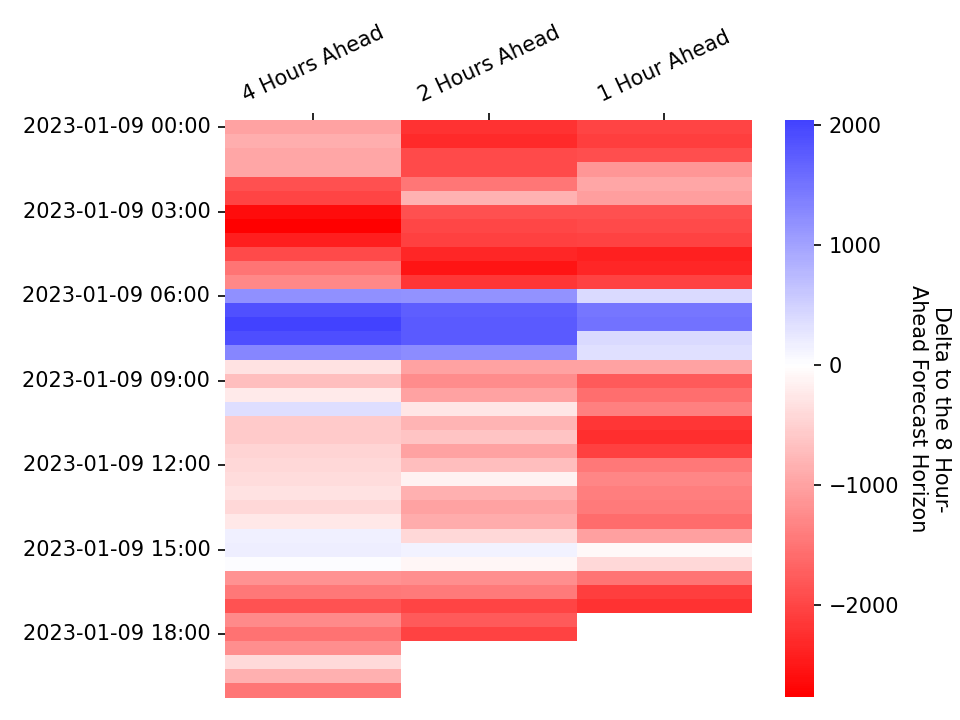 4 Hours Ahead
2 Hours Ahead
1 Hour Ahead
2023-01-09 00:00
2023-01-09 03:00
2023-01-09 06:00
2023-01-09 09:00
2023-01-09 12:00
2023-01-09 15:00
2023-01-09 18:00
2000
1000
0
−1000
−2000
Delta to the 8 Hour-
Ahead Forecast Horizon